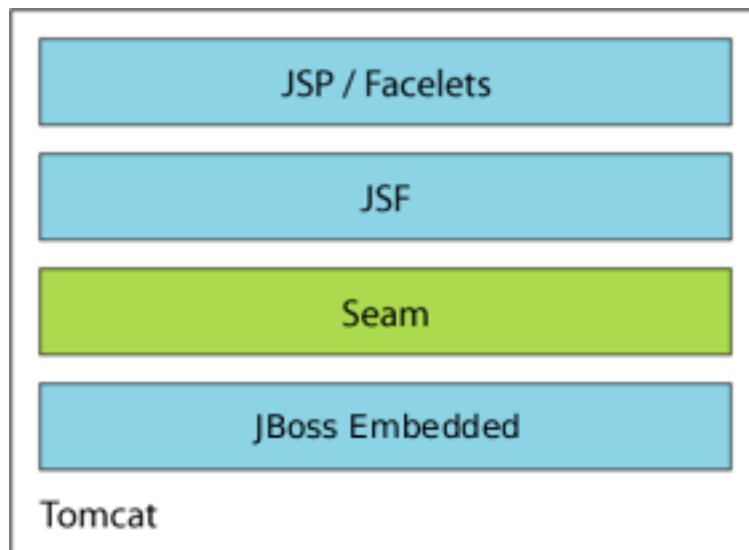 JSP / Facelets
JSF
Seam
JBoss Embedded
Tomcat